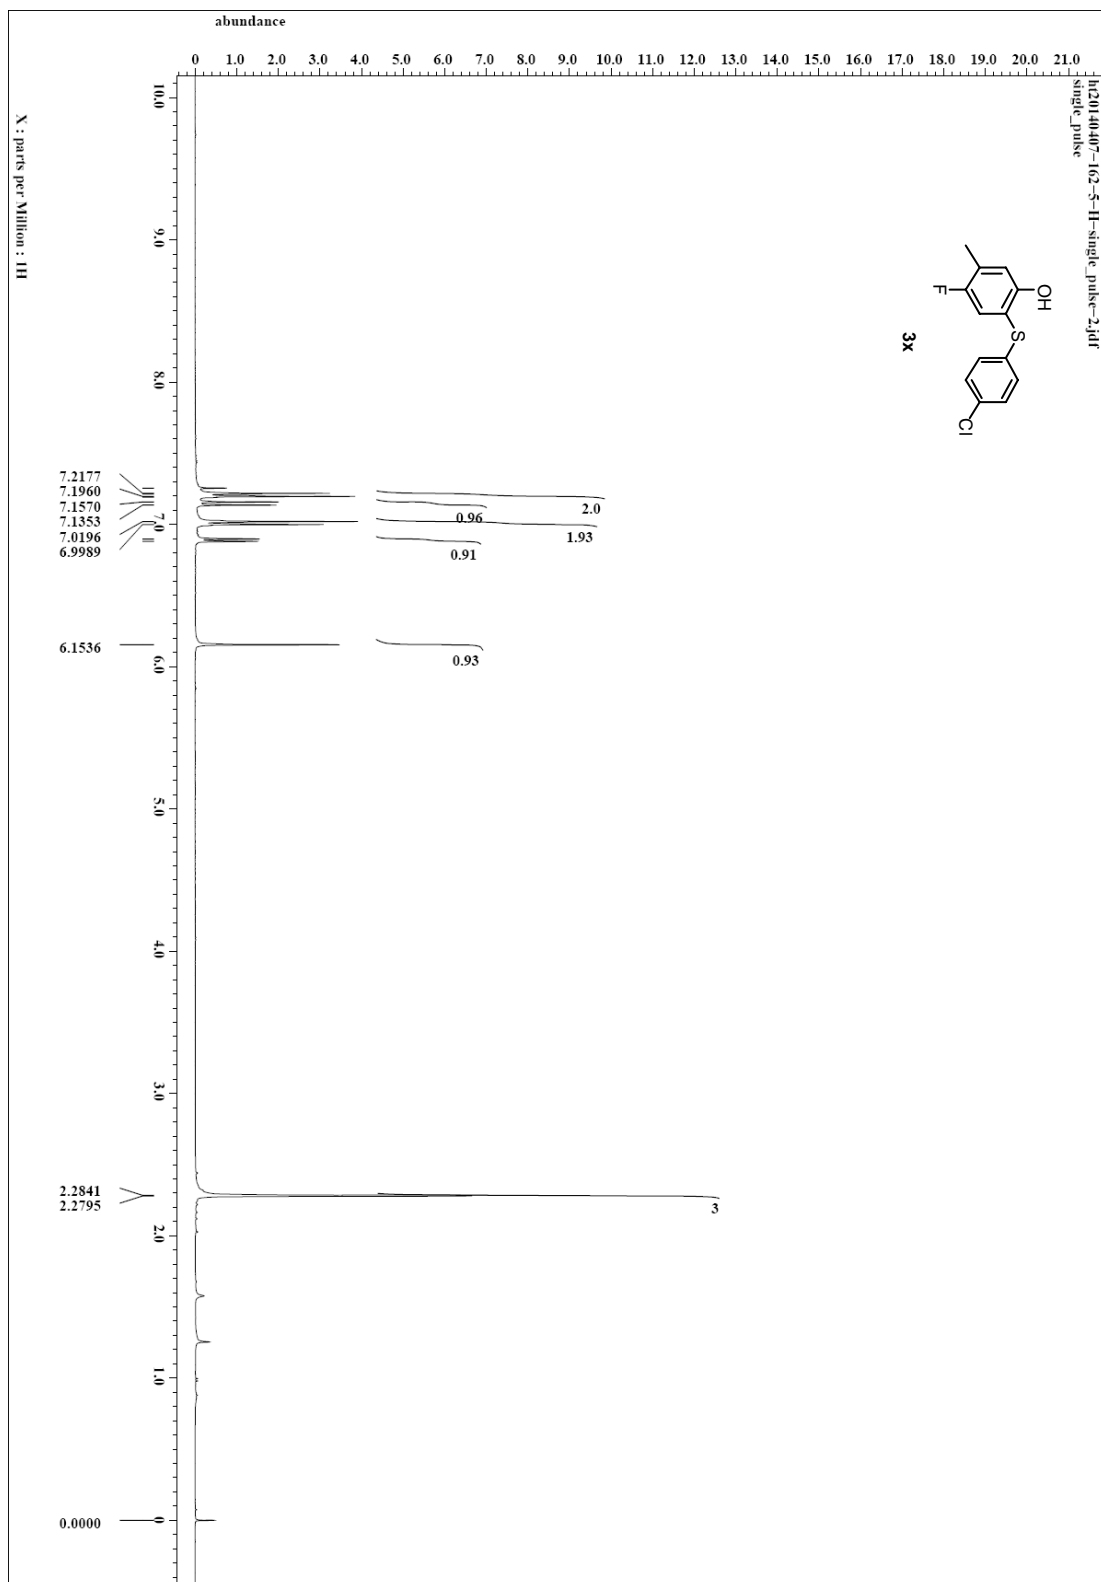 abundance
0 1.0 2.0 3.0 4.0 5.0 6.0 7.0 8.0 9.0 10.0 11.0 12.0 13.0 14.0 15.0 16.0 17.0 18.0 19.0 20.0 21.0
ht20140407-162-5-H-single_pulse-2.jdf
single_pulse
OH
F
S
Cl
3x
X : parts per Million : 1H
10.0
9.0
8.0
7.0
6.0
5.0
4.0
3.0
2.0
1.0
0
7.2177
7.1960
7.1570
7.1353
7.0196
6.9989
6.1536
2.2841
2.2795
0.0000
2.0
0.96
1.93
0.91
0.93
3